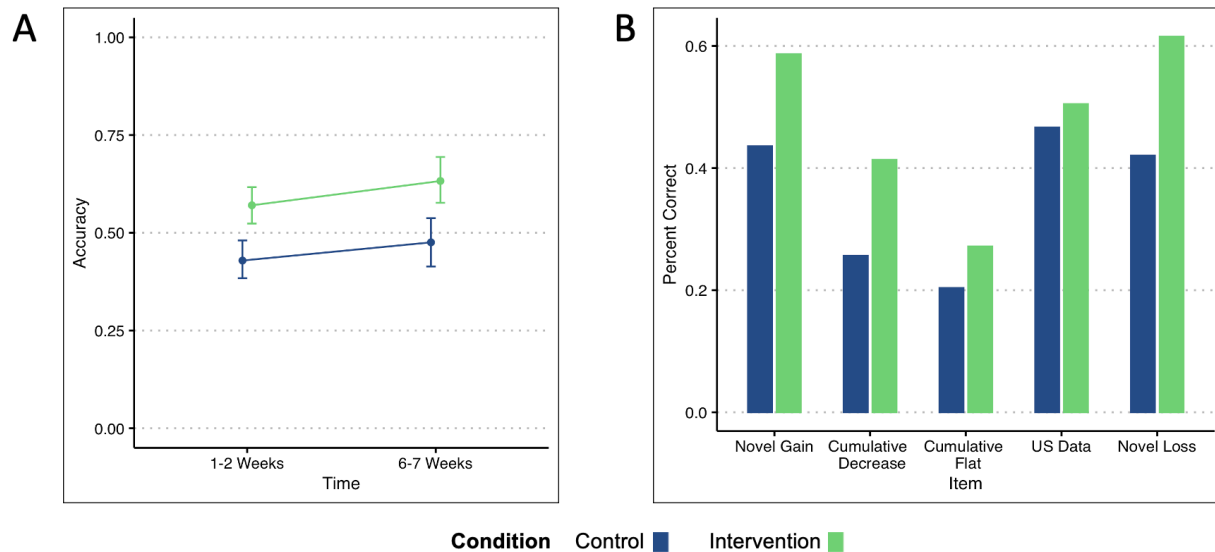 A
1.00
0.75
0.50
0.25
0.00
Accuracy
1-2 Weeks
6-7 Weeks
Time
B
0.6
0.4
0.2
0.0
Percent Correct
Novel Gain
Cumulative
Decrease
Cumulative
Flat
US Data
Novel Loss
Item
Condition Control Intervention